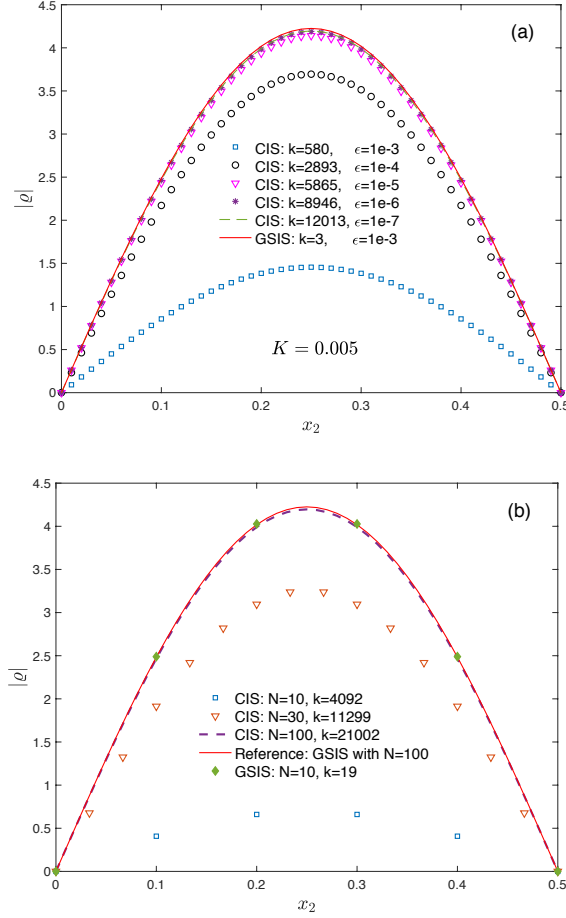 (a)
4.5
4
3.5
3
2.5
2
1.5
1
0.5
0
|ϱ|
CIS: k=580, ϵ=1e-3
CIS: k=2893, ϵ=1e-4
CIS: k=5865, ϵ=1e-5
CIS: k=8946, ϵ=1e-6
CIS: k=12013, ϵ=1e-7
GSIS: k=3, ϵ=1e-3
K = 0.005
0 0.1 0.2 0.3 0.4 0.5
x₂
(b)
4.5
4
3.5
3
2.5
2
1.5
1
0.5
0
|ϱ|
CIS: N=10, k=4092
CIS: N=30, k=11299
CIS: N=100, k=21002
Reference: GSIS with N=100
GSIS: N=10, k=19
0 0.1 0.2 0.3 0.4 0.5
x₂